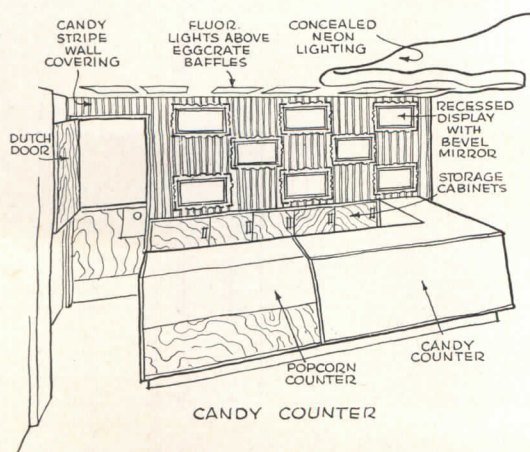 CANDY
STRIPE
WALL
COVERING
FLUOR.
LIGHTS ABOVE
EGGCRATE
BAFFLES
CONCEALED
NEON
LIGHTING
DUTCH
DOOR
RECESSED
DISPLAY
WITH
BEVEL
MIRROR
STORAGE
CABINETS
POPCORN
COUNTER
CANDY
COUNTER
CANDY COUNTER